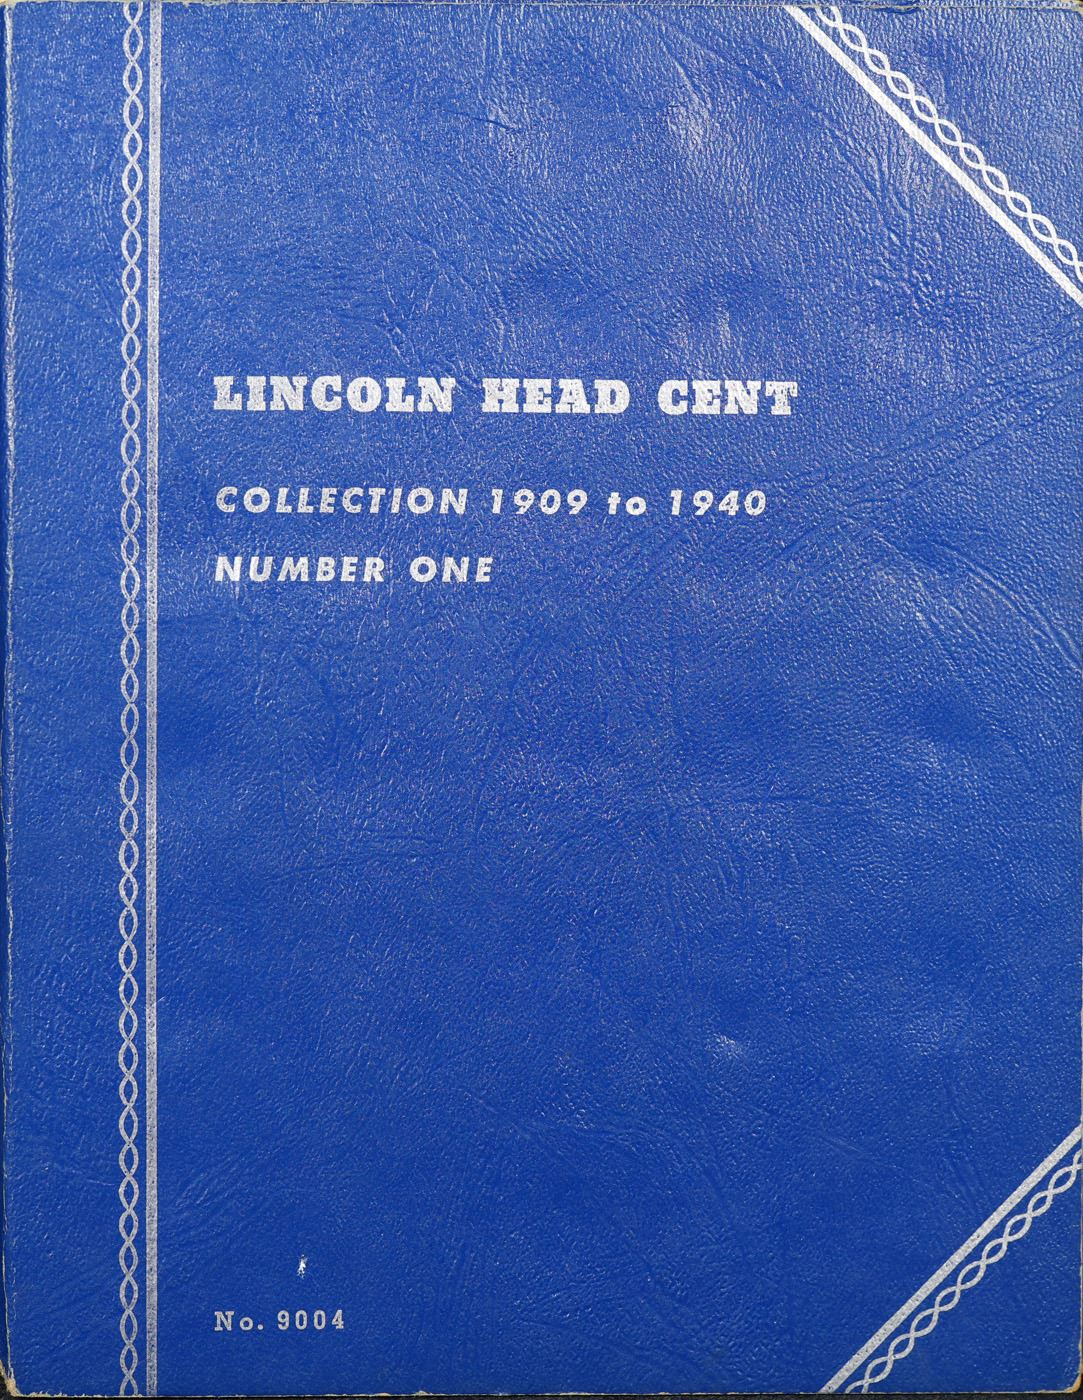 LINCOLN HEAD CENT
COLLECTION 1909 to 1940
NUMBER ONE
No. 9004